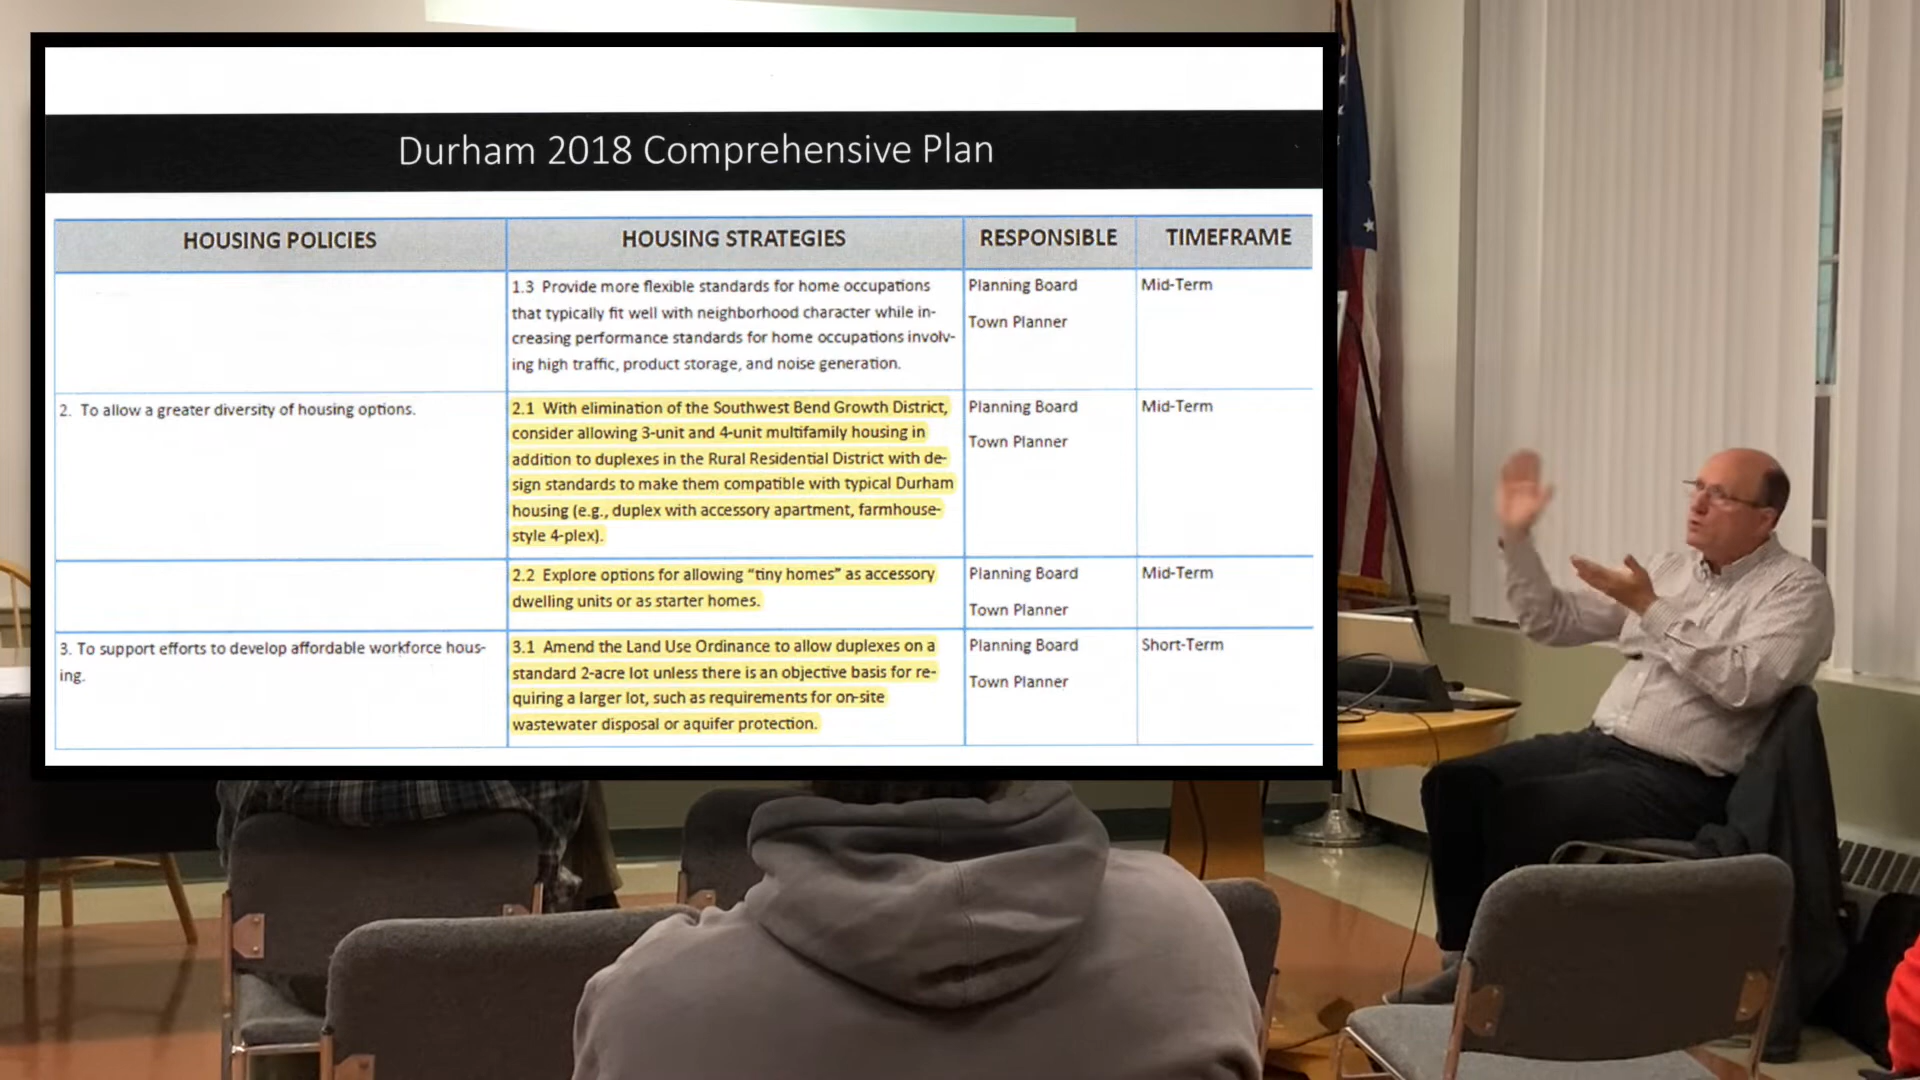 Durham 2018 Comprehensive Plan
HOUSING POLICIES
HOUSING STRATEGIES
RESPONSIBLE
TIMEFRAME
1.3 Provide more flexible standards for home occupations
that typically fit well with neighborhood character while in-
creasing performance standards for home occupations involv-
ing high traffic, product storage, and noise generation.
Planning Board
Town Planner
Mid-Term
2. To allow a greater diversity of housing options.
2.1 With elimination of the Southwest Bend Growth District,
consider allowing 3-unit and 4-unit multifamily housing in
addition to duplexes in the Rural Residential District with de-
sign standards to make them compatible with typical Durham
housing (e.g., duplex with accessory apartment, farmhouse-
style 4-plex).
Planning Board
Town Planner
Mid-Term
2.2 Explore options for allowing “tiny homes” as accessory
dwelling units or as starter homes.
Planning Board
Town Planner
Mid-Term
3. To support efforts to develop affordable workforce hous-
ing.
3.1 Amend the Land Use Ordinance to allow duplexes on a
standard 2-acre lot unless there is an objective basis for re-
quiring a larger lot, such as requirements for on-site
wastewater disposal or aquifer protection.
Planning Board
Town Planner
Short-Term